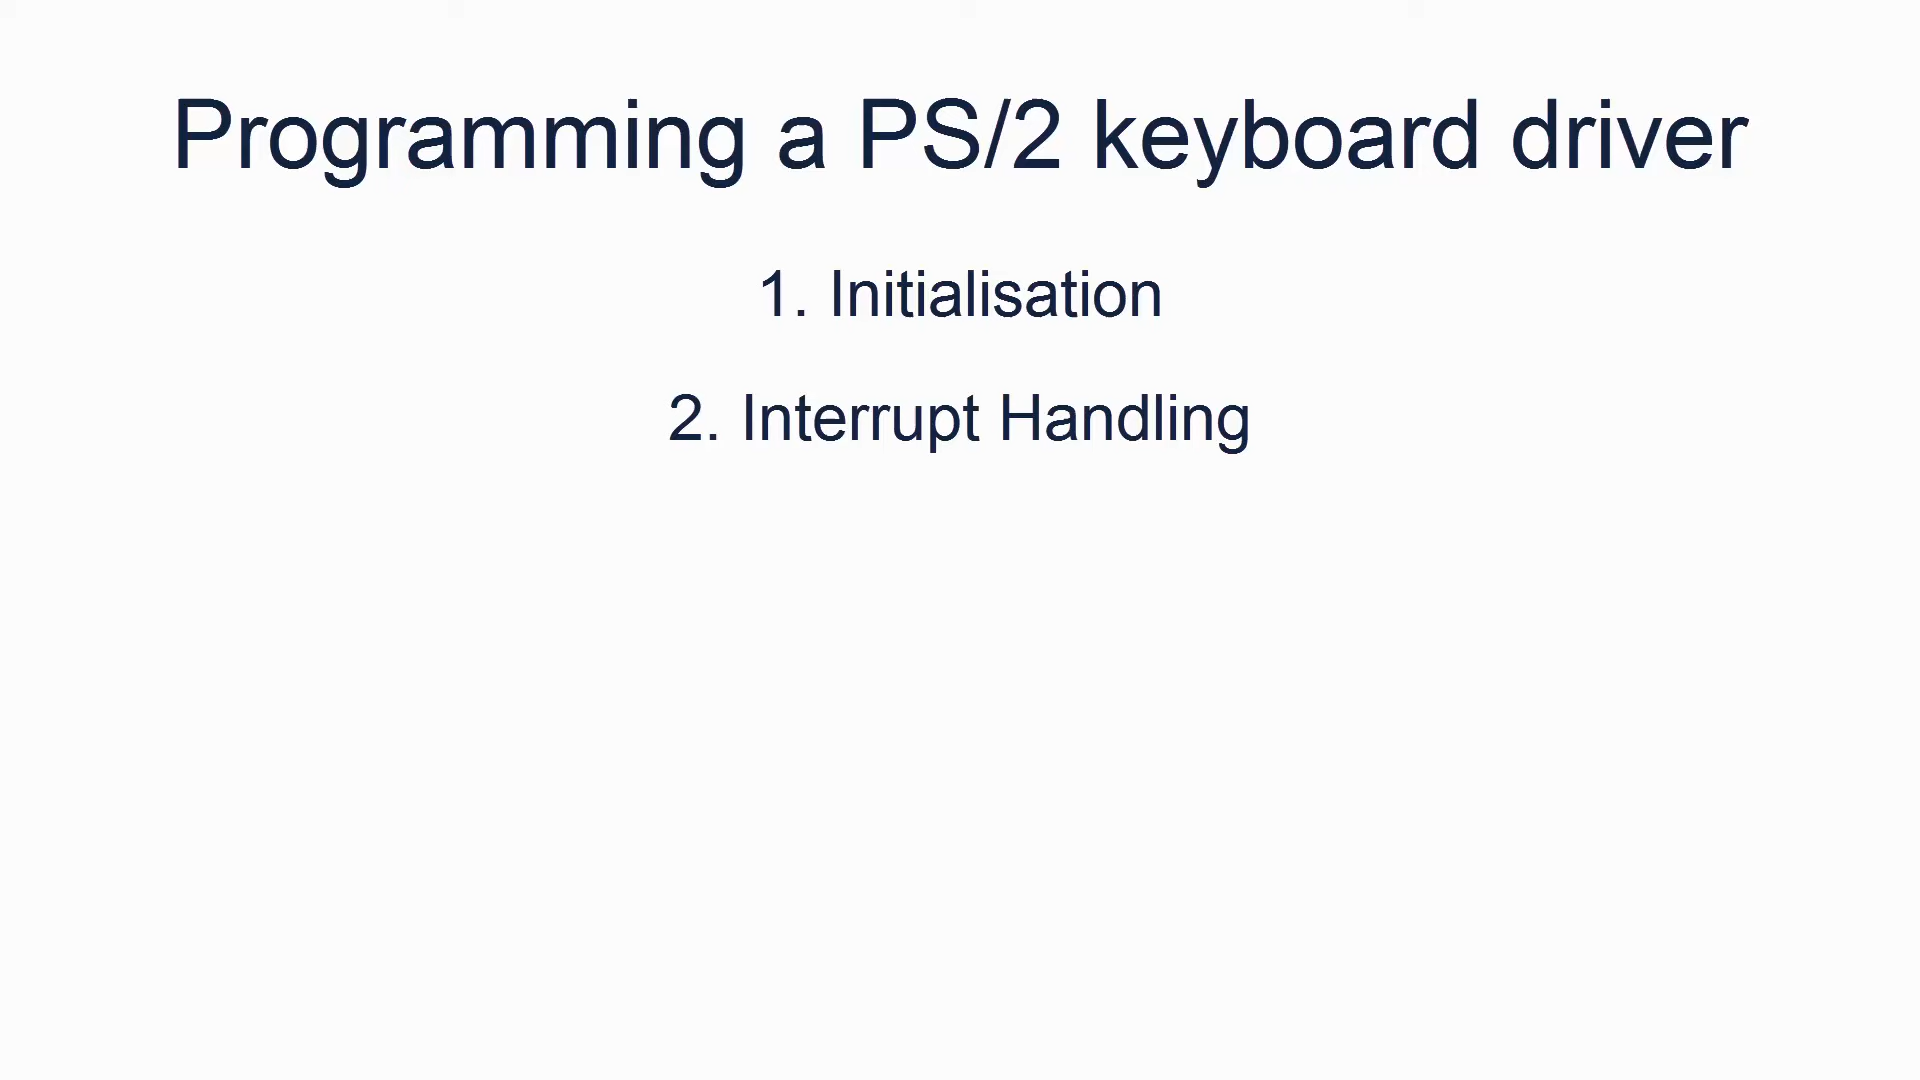 Programming a PS/2 keyboard driver
1. Initialisation
2. Interrupt Handling